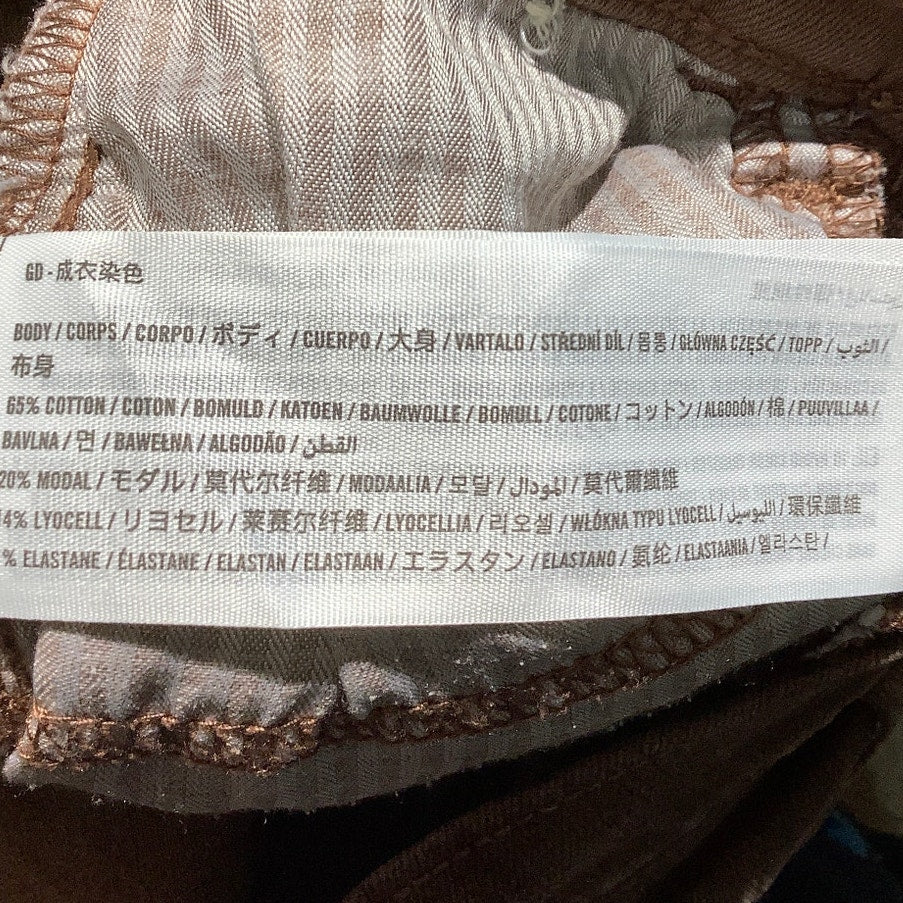 GD - 成衣染色
BODY / CORPS / CORPO / ボディ / CUERPO / 大身 / VARTALO / STŘEDNÍ DÍL / 몸통 / GŁÓWNA CZĘŚĆ / TOPP / الثوب /
布身
65% COTTON / COTON / BOMULD / KATOEN / BAUMWOLLE / BOMULL / COTONE / コットン / ALGODÓN / 棉 / PUUVILLAA /
BAVLNA / 면 / BAWEŁNA / ALGODÃO / القطن
20% MODAL / モダル / 莫代尔纤维 / MODAALIA / 모달 / المودال / 莫代爾纖維
14% LYOCELL / リヨセル / 莱赛尔纤维 / LYOCELLIA / 리오셀 / WŁÓKNA TYPU LYOCELL / الليوسيل / 環保纖維
% ELASTANE / ÉLASTANE / ELASTAN / ELASTAAN / エラスタン / ELASTANO / 氨纶 / ELASTAANIA / 엘라스탄 /